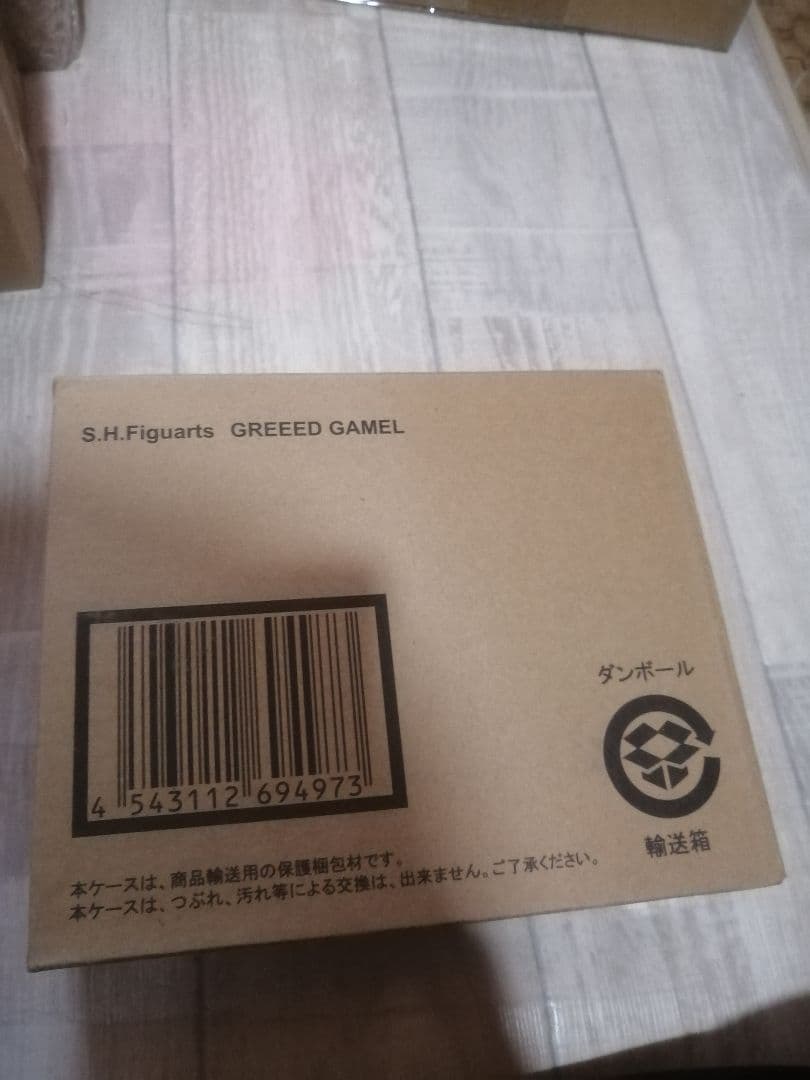 S.H.Figuarts GREEED GAMEL
4 543112 694973
ダンボール
輸送箱
本ケースは、商品輸送用の保護梱包材です。
本ケースは、つぶれ、汚れ等による交換は、出来ません。ご了承ください。